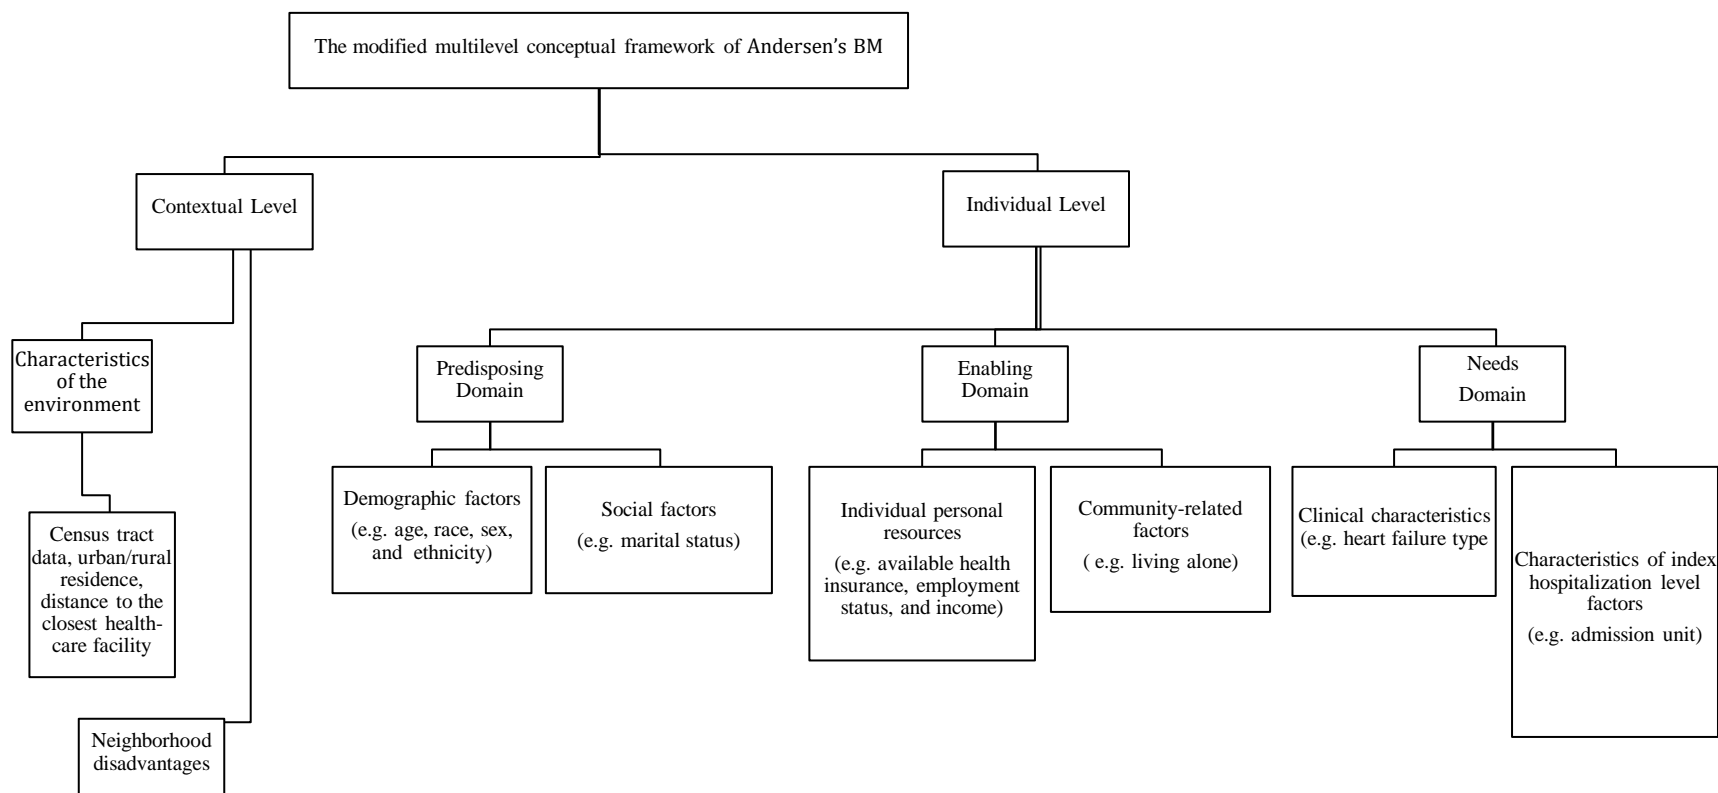 The modified multilevel conceptual framework of Andersen's BM
Contextual Level
Individual Level
Characteristics
of the
environment
Predisposing
Domain
Enabling
Domain
Needs
Domain
Census tract
data, urban/rural
residence,
distance to the
closest health-
care facility
Demographic factors
(e.g. age, race, sex,
and ethnicity)
Social factors
(e.g. marital status)
Individual personal
resources
(e.g. available health
insurance, employment
status, and income)
Community-related
factors
( e.g. living alone)
Clinical characteristics
(e.g. heart failure type
Characteristics of index
hospitalization level
factors
(e.g. admission unit)
Neighborhood
disadvantages